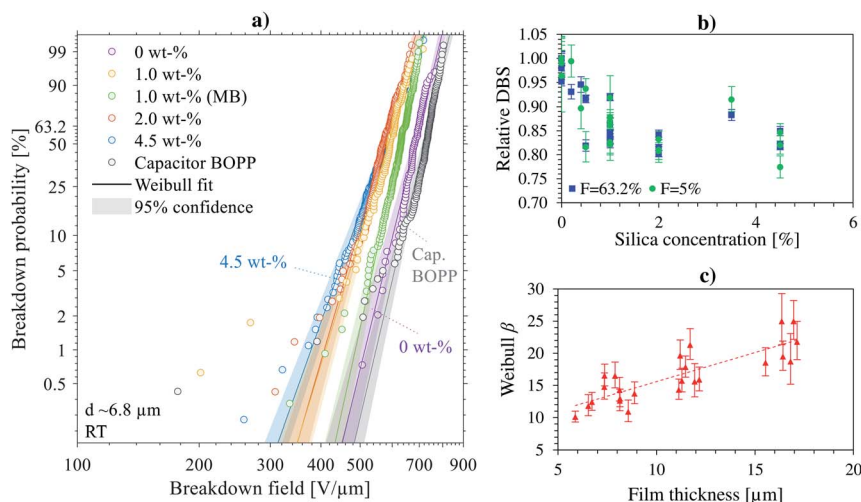 a)
Breakdown probability [%]
99
90
63.2
50
25
10
5
2
1
0.5
0 wt-%
1.0 wt-%
1.0 wt-% (MB)
2.0 wt-%
4.5 wt-%
Capacitor BOPP
Weibull fit
95% confidence
4.5 wt-%
Cap.
BOPP
0 wt-%
d ~6.8 µm
RT
100 200 300 400 500 700 900
Breakdown field [V/µm]
b)
Relative DBS
1.05
1.00
0.95
0.90
0.85
0.80
0.75
0.70
F=63.2% F=5%
0 2 4 6
Silica concentration [%]
c)
Weibull β
30
25
20
15
10
5 10 15 20
Film thickness [µm]